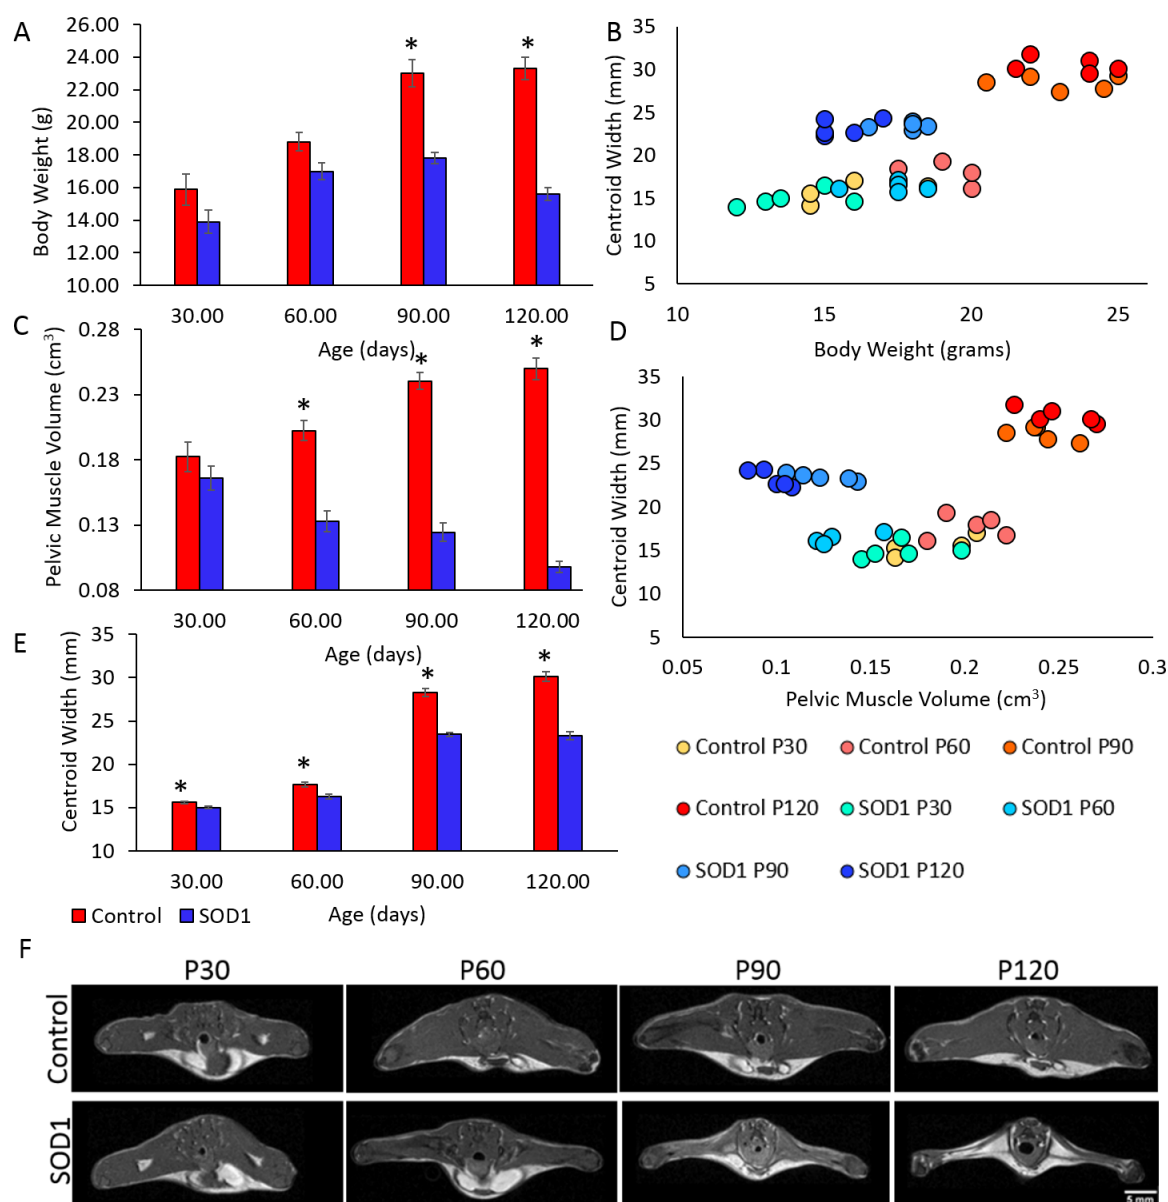 A
26.00
24.00
22.00
20.00
18.00
16.00
14.00
12.00
10.00
Body Weight (g)
* *
30.00 60.00 90.00 120.00
Age (days)
B
35
30
25
20
15
10
5
Centroid Width (mm)
10 15 20 25
Body Weight (grams)
C
0.28
0.23
0.18
0.13
0.08
Pelvic Muscle Volume (cm³)
* * *
30.00 60.00 90.00 120.00
Age (days)
D
35
30
25
20
15
10
5
Centroid Width (mm)
0.05 0.1 0.15 0.2 0.25 0.3
Pelvic Muscle Volume (cm³)
E
35
30
25
20
15
10
Centroid Width (mm)
* * * *
30.00 60.00 90.00 120.00
Age (days)
Control SOD1
Control P30 Control P60 Control P90
Control P120 SOD1 P30 SOD1 P60
SOD1 P90 SOD1 P120
F
P30 P60 P90 P120
Control
SOD1
5 mm